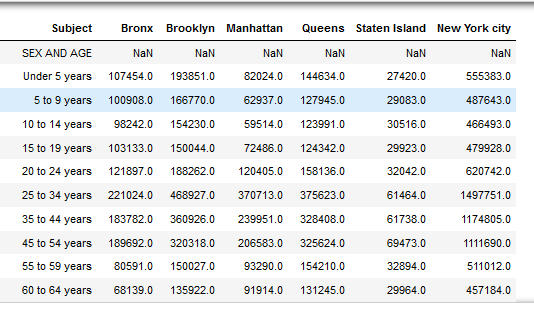 Subject Bronx Brooklyn Manhattan Queens Staten Island New York city
SEX AND AGE NaN NaN NaN NaN NaN NaN
Under 5 years 107454.0 193851.0 82024.0 144634.0 27420.0 555383.0
5 to 9 years 100908.0 166770.0 62937.0 127945.0 29083.0 487643.0
10 to 14 years 98242.0 154230.0 59514.0 123991.0 30516.0 466493.0
15 to 19 years 103133.0 150044.0 72486.0 124342.0 29923.0 479928.0
20 to 24 years 121897.0 188262.0 120405.0 158136.0 32042.0 620742.0
25 to 34 years 221024.0 468927.0 370713.0 375623.0 61464.0 1497751.0
35 to 44 years 183782.0 360926.0 239951.0 328408.0 61738.0 1174805.0
45 to 54 years 189692.0 320318.0 206583.0 325624.0 69473.0 1111690.0
55 to 59 years 80591.0 150027.0 93290.0 154210.0 32894.0 511012.0
60 to 64 years 68139.0 135922.0 91914.0 131245.0 29964.0 457184.0